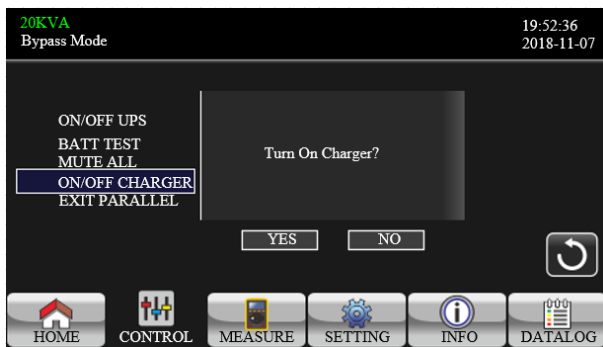 20KVA
Bypass Mode
19:52:36
2018-11-07
ON/OFF UPS
BATT TEST
MUTE ALL
ON/OFF CHARGER
EXIT PARALLEL
Turn On Charger?
YES NO
HOME CONTROL MEASURE SETTING INFO DATALOG